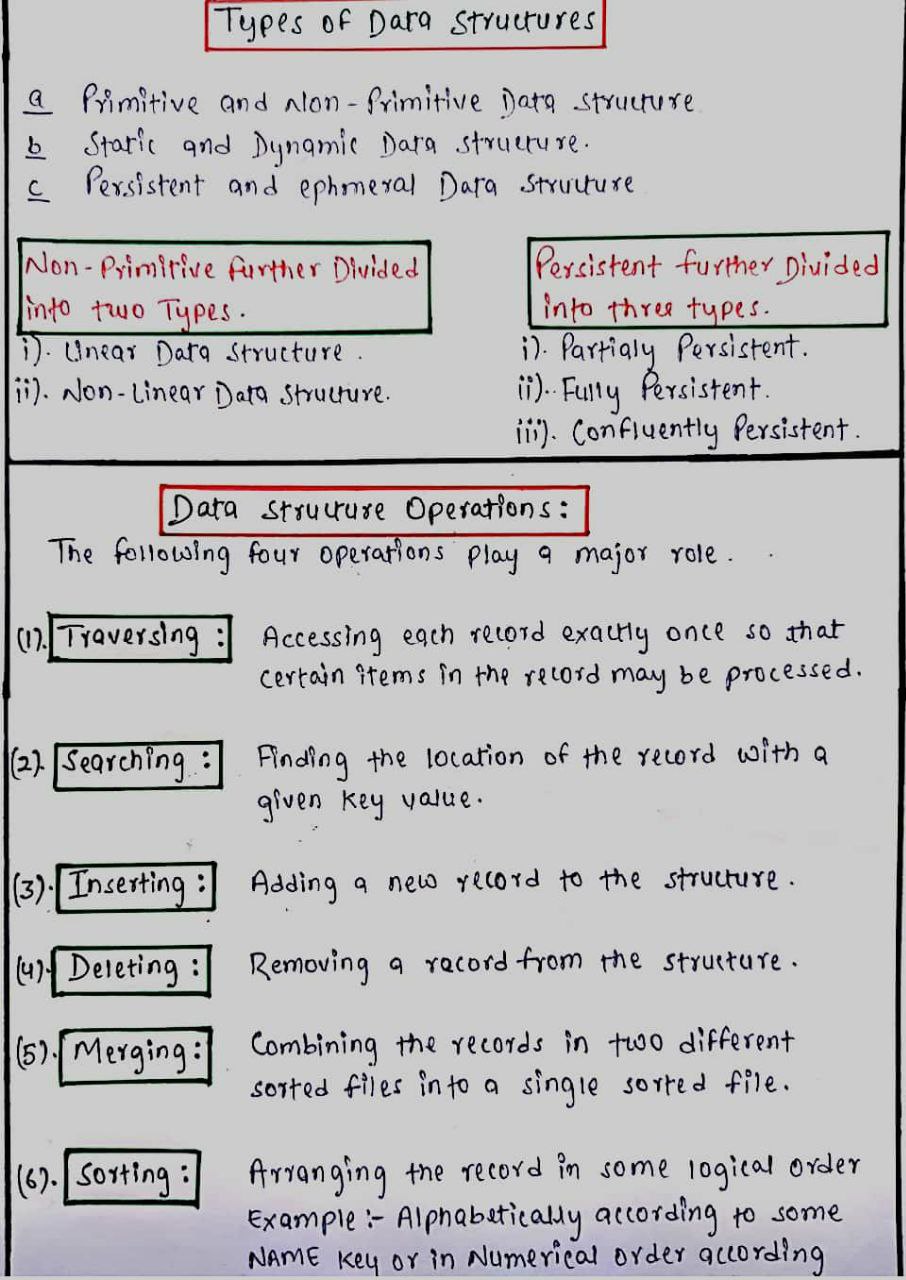 Types of Data Structures
a Primitive and Non-Primitive Data structure
b Static and Dynamic Data structure.
c Persistent and ephmeral Data Structure
Non-Primitive further Divided
into two Types.
i). Linear Data Structure.
ii). Non-Linear Data Structure.
Persistent further Divided
into three types.
i). Partialy Persistent.
ii). Fully Persistent.
iii). Confluently Persistent.
Data Structure Operations:
The following four operations play a major role.
(1). Traversing: Accessing each record exactly once so that
certain items in the record may be processed.
(2). Searching: Finding the location of the record with a
given key value.
(3). Inserting: Adding a new record to the structure.
(4). Deleting: Removing a record from the structure.
(5). Merging: Combining the records in two different
sorted files into a single sorted file.
(6). Sorting: Arranging the record in some logical order
Example :- Alphabetically according to some
NAME key or in Numerical order according